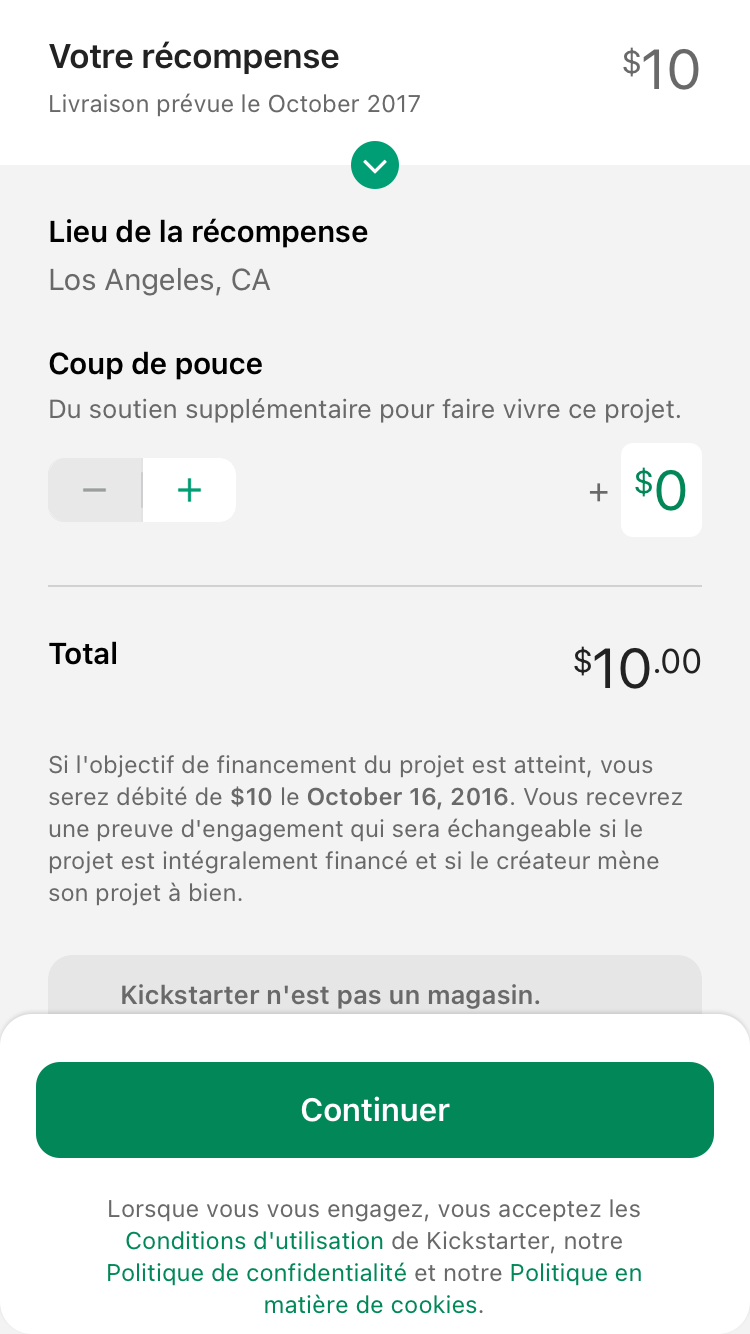 Votre récompense
$10
Livraison prévue le October 2017
Lieu de la récompense
Los Angeles, CA
Coup de pouce
Du soutien supplémentaire pour faire vivre ce projet.
− + + $0
Total
$10.00
Si l'objectif de financement du projet est atteint, vous
serez débité de $10 le October 16, 2016. Vous recevrez
une preuve d'engagement qui sera échangeable si le
projet est intégralement financé et si le créateur mène
son projet à bien.
Kickstarter n'est pas un magasin.
Continuer
Lorsque vous vous engagez, vous acceptez les
Conditions d'utilisation de Kickstarter, notre
Politique de confidentialité et notre Politique en
matière de cookies.